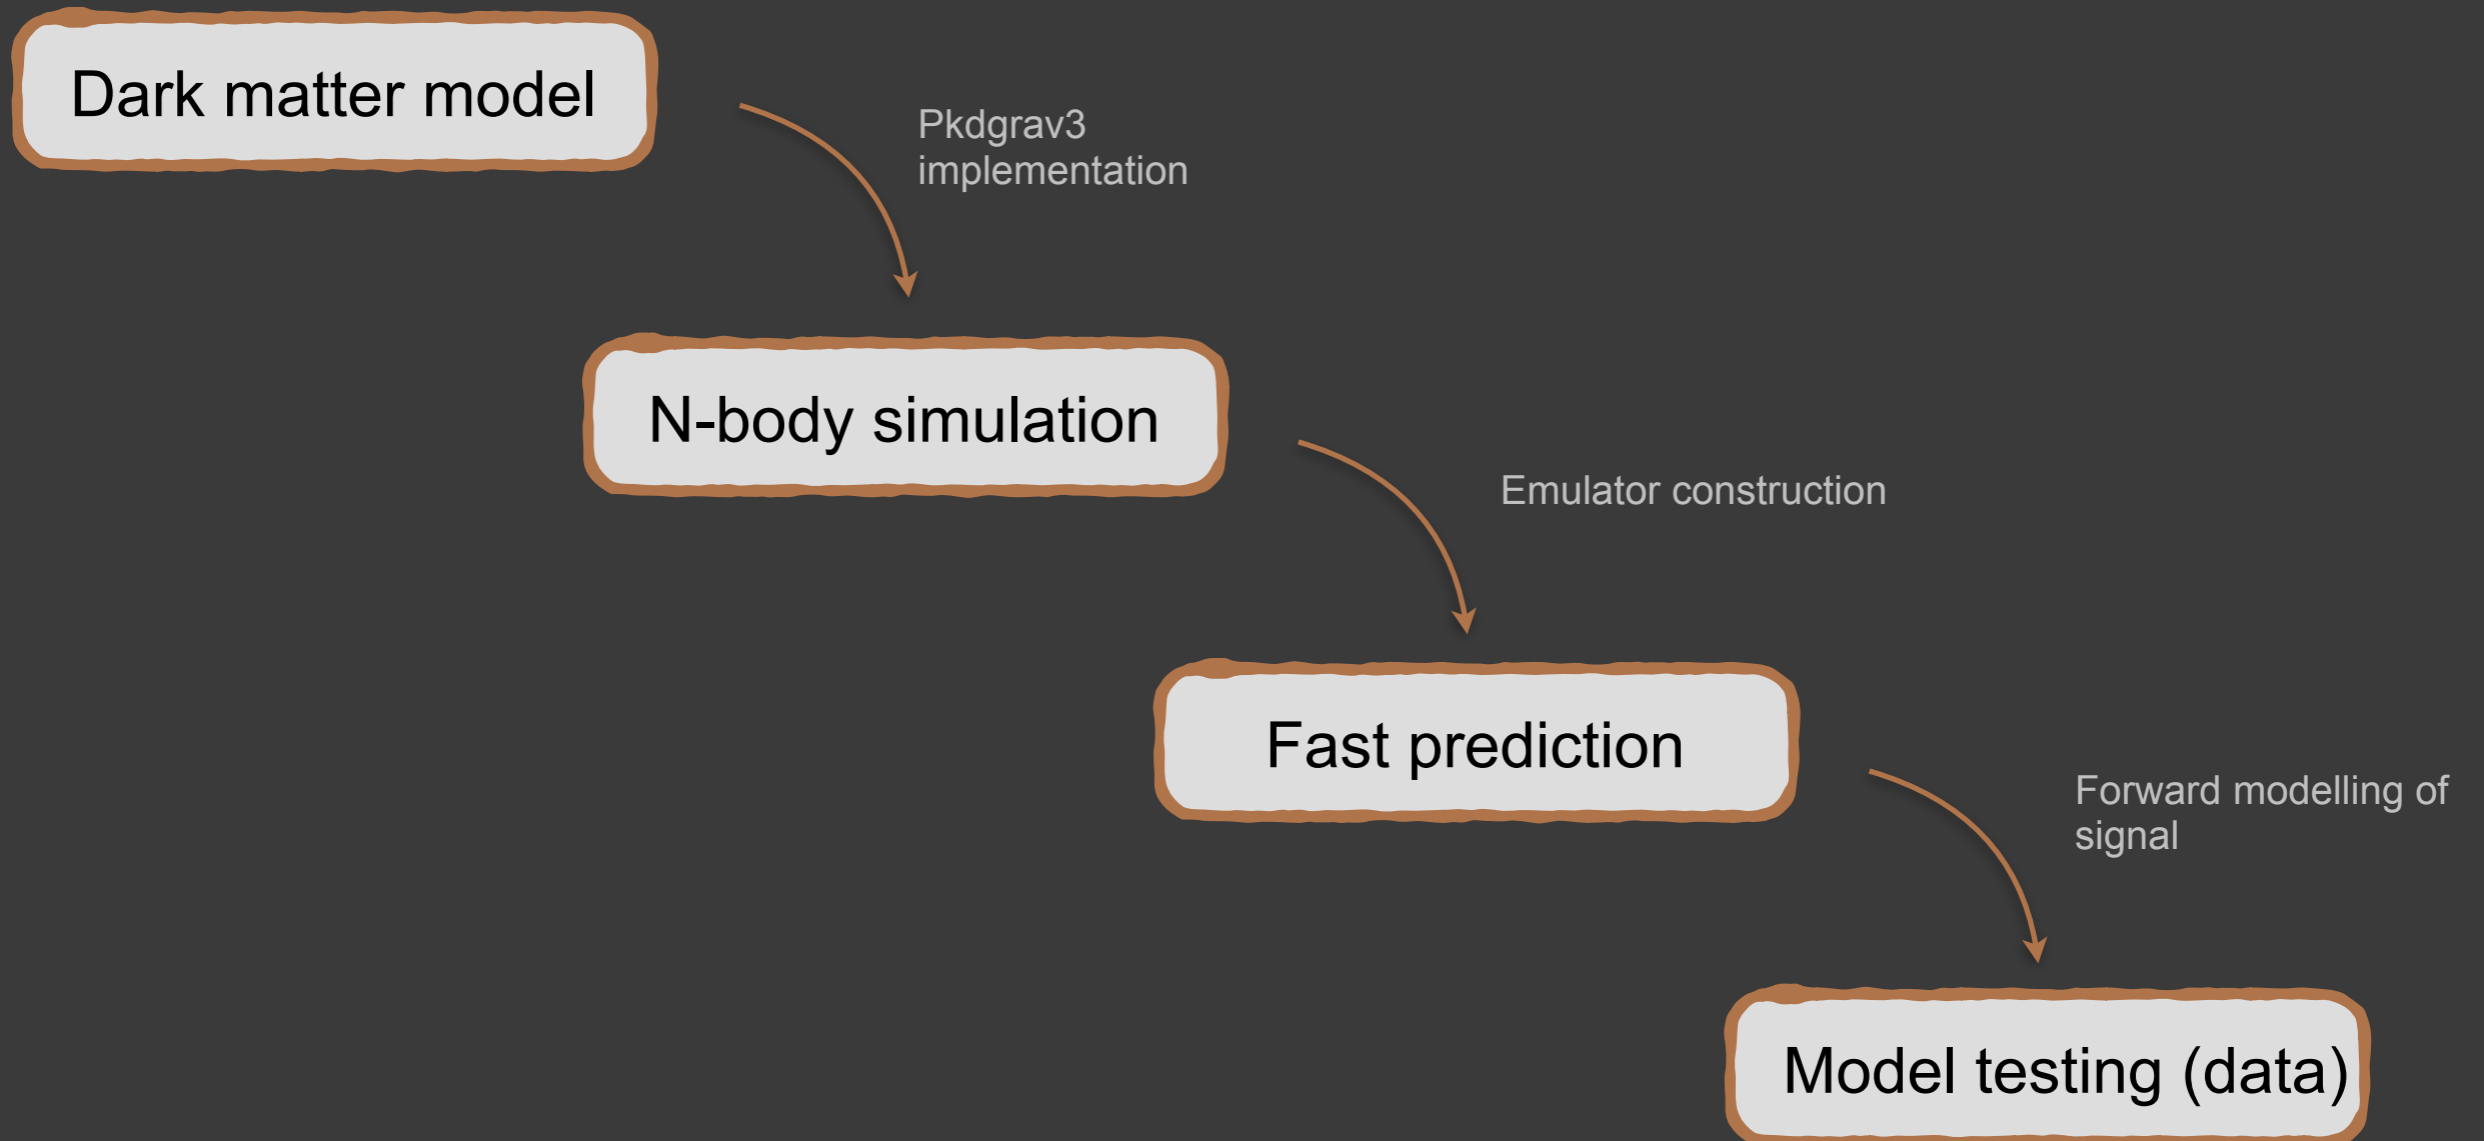 Dark matter model
Pkdgrav3
implementation
N-body simulation
Emulator construction
Fast prediction
Forward modelling of
signal
Model testing (data)